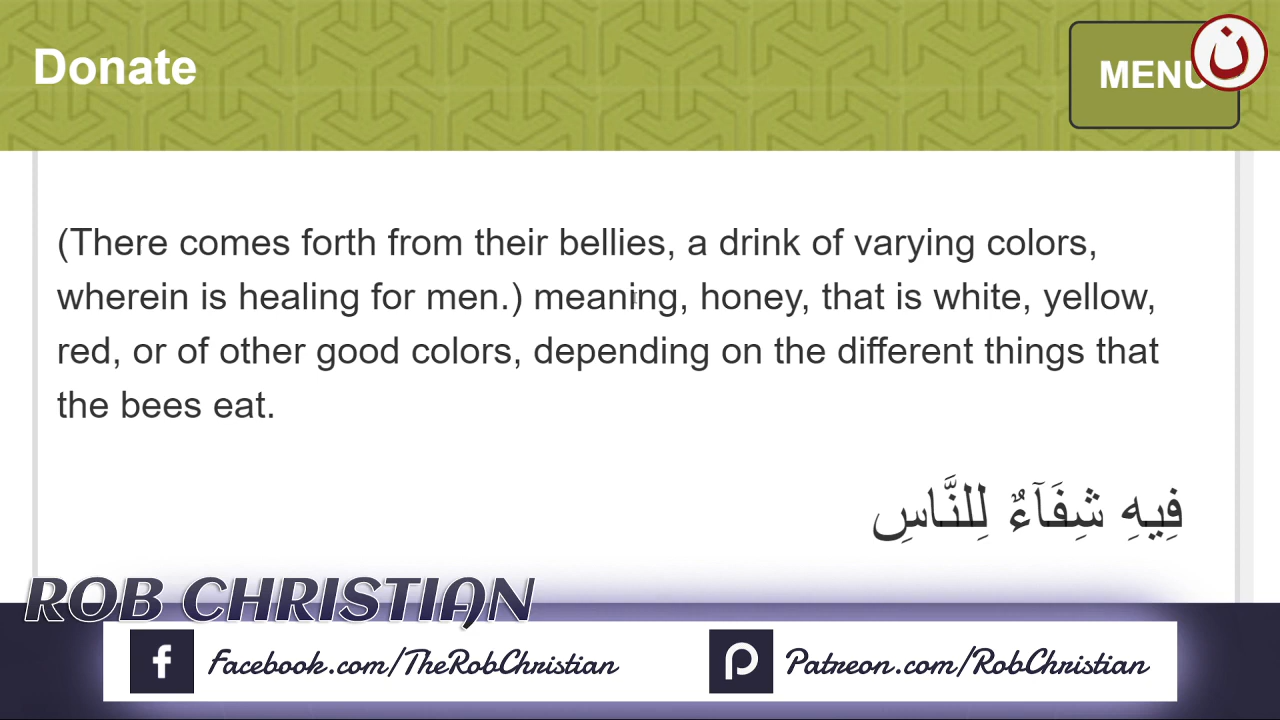 Donate
MENU
ن
(There comes forth from their bellies, a drink of varying colors,
wherein is healing for men.) meaning, honey, that is white, yellow,
red, or of other good colors, depending on the different things that
the bees eat.
فِيهِ شِفَآءٌ لِلنَّاسِ
ROB CHRISTIAN
Facebook.com/TheRobChristian
Patreon.com/RobChristian